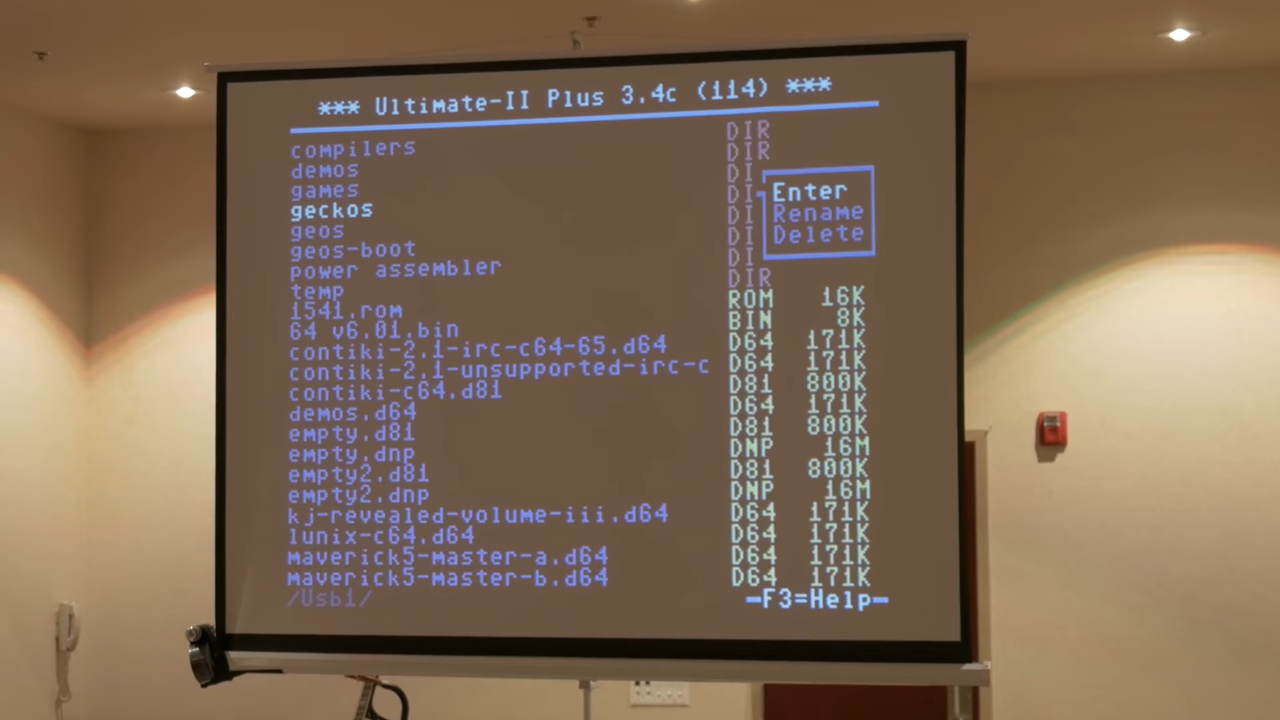 *** Ultimate-II Plus 3.4c (114) ***
compilers DIR
demos DIR
games DI
geckos DI Enter
geos DI Rename
geos-boot DI Delete
power assembler DI
temp DIR
1541.rom ROM 16K
64 v6.01.bin BIN 8K
contiki-2.1-irc-c64-65.d64 D64 171K
contiki-2.1-unsupported-irc-c D64 171K
contiki-c64.d81 D81 800K
demos.d64 D64 171K
empty.d81 D81 800K
empty.dnp DNP 16M
empty2.d81 D81 800K
empty2.dnp DNP 16M
kj-revealed-volume-iii.d64 D64 171K
lunix-c64.d64 D64 171K
maverick5-master-a.d64 D64 171K
maverick5-master-b.d64 D64 171K
/Usb1/ F3=Help